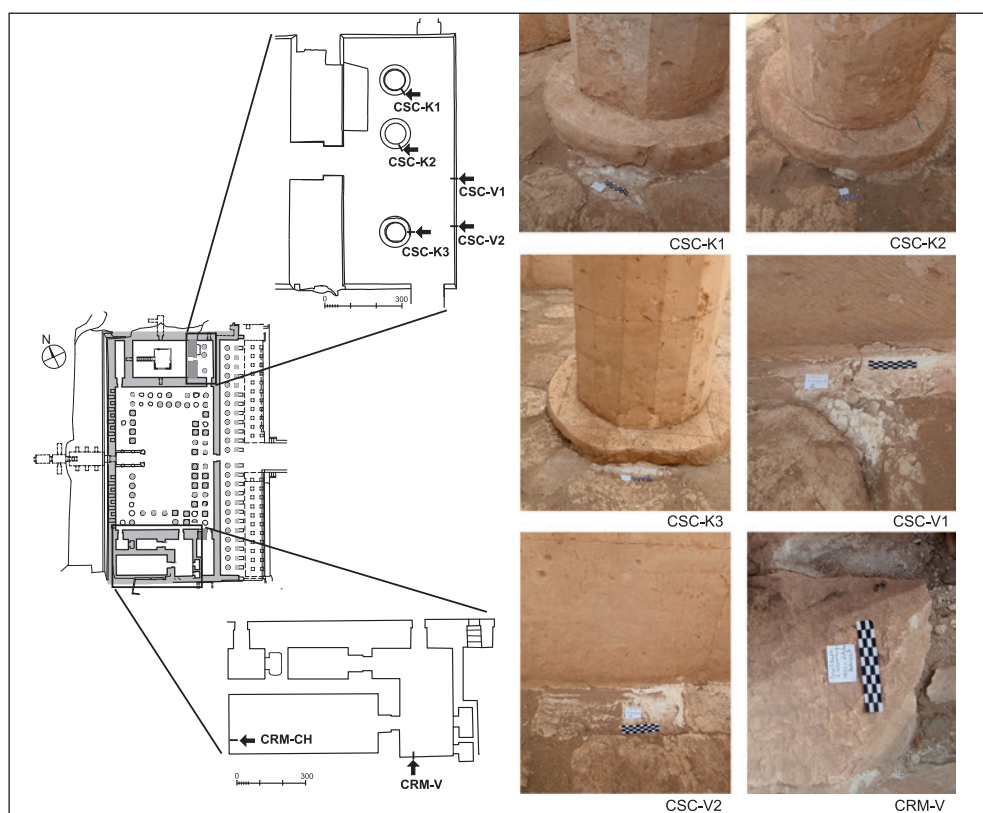 CSC-K1
CSC-K2
CSC-V1
CSC-V2
CSC-K3
0 300
N
CRM-CH
CRM-V
0 300
CSC-K1
CSC-K2
CSC-K3
CSC-V1
CSC-V2
CRM-V